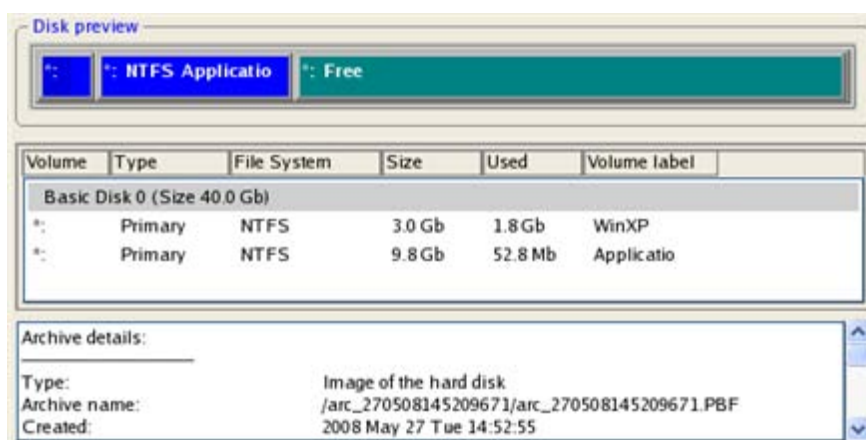 Disk preview
*: *: NTFS Applicatio *: Free
Volume Type File System Size Used Volume label
Basic Disk 0 (Size 40.0 Gb)
*: Primary NTFS 3.0 Gb 1.8 Gb WinXP
*: Primary NTFS 9.8 Gb 52.8 Mb Applicatio
Archive details:
Type: Image of the hard disk
Archive name: /arc_270508145209671/arc_270508145209671.PBF
Created: 2008 May 27 Tue 14:52:55